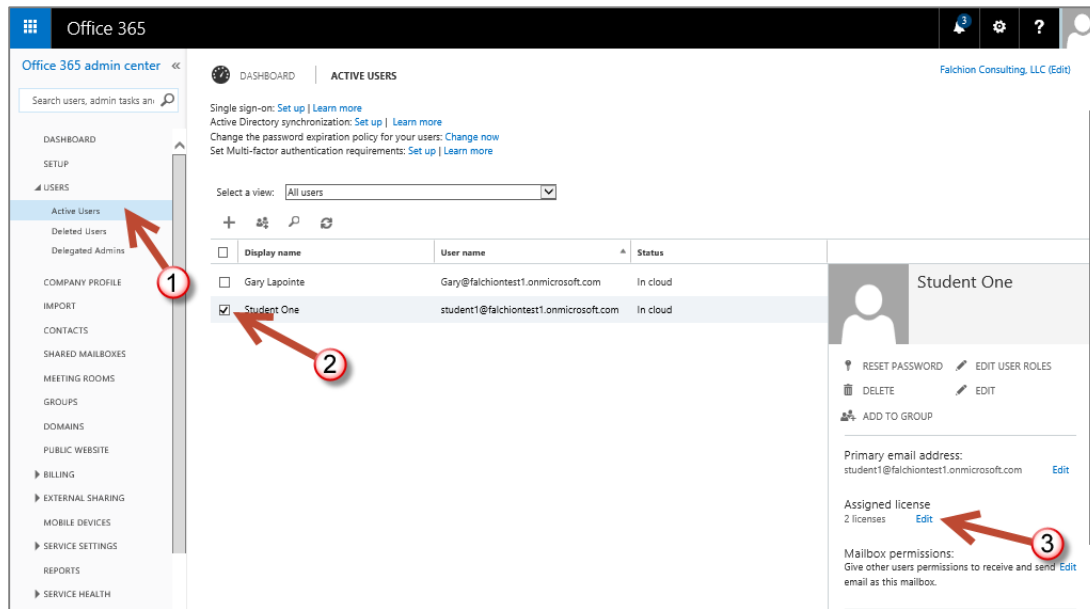 Office 365
3
?
Office 365 admin center «
Search users, admin tasks an
DASHBOARD
SETUP
USERS
Active Users
Deleted Users
Delegated Admins
COMPANY PROFILE
IMPORT
CONTACTS
SHARED MAILBOXES
MEETING ROOMS
GROUPS
DOMAINS
PUBLIC WEBSITE
BILLING
EXTERNAL SHARING
MOBILE DEVICES
SERVICE SETTINGS
REPORTS
SERVICE HEALTH
1
DASHBOARD ACTIVE USERS
Falchion Consulting, LLC (Edit)
Single sign-on: Set up | Learn more
Active Directory synchronization: Set up | Learn more
Change the password expiration policy for your users: Change now
Set Multi-factor authentication requirements: Set up | Learn more
Select a view: All users
Display name User name Status
Gary Lapointe Gary@falchiontest1.onmicrosoft.com In cloud
Student One student1@falchiontest1.onmicrosoft.com In cloud
2
Student One
RESET PASSWORD EDIT USER ROLES
DELETE EDIT
ADD TO GROUP
Primary email address:
student1@falchiontest1.onmicrosoft.com Edit
Assigned license
2 licenses Edit
3
Mailbox permissions:
Give other users permissions to receive and send Edit
email as this mailbox.